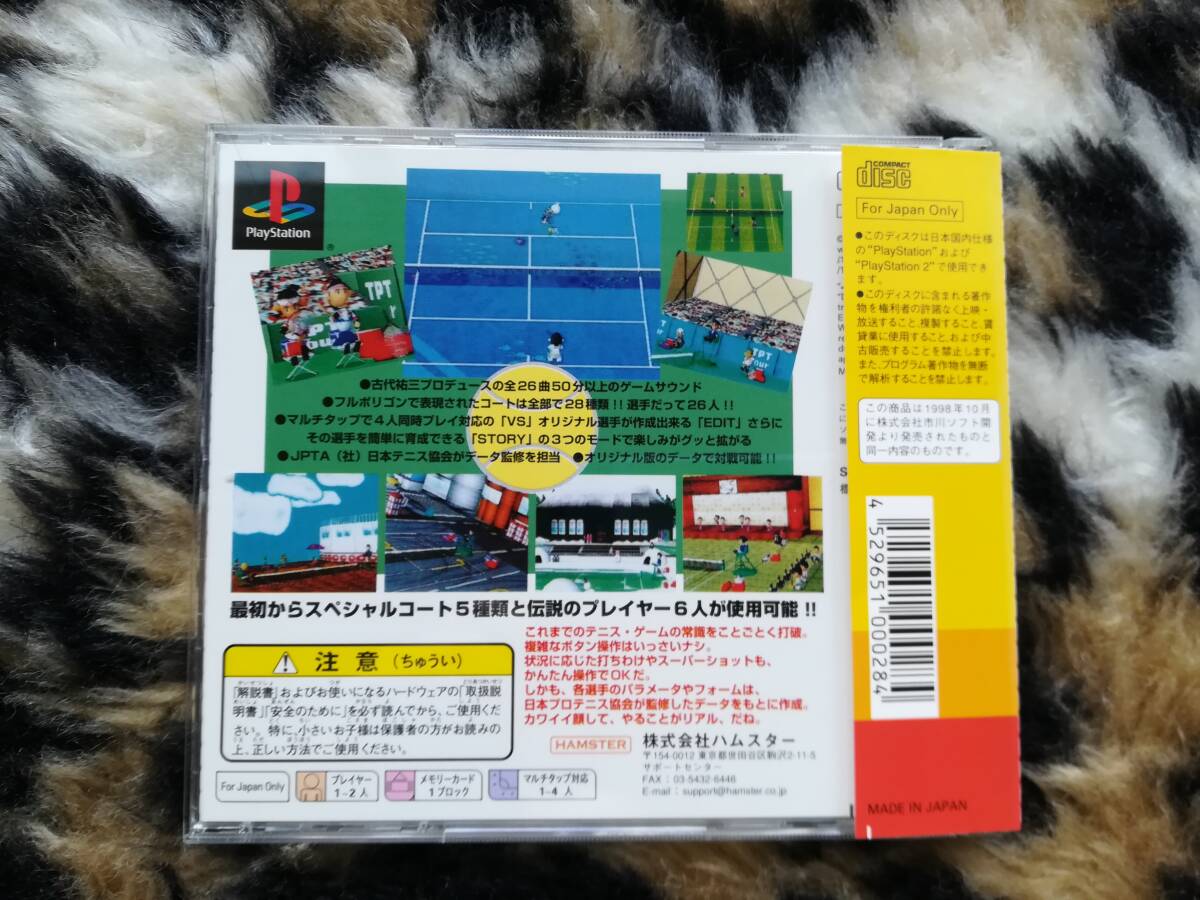 PlayStation
●古代祐三プロデュースの全26曲50分以上のゲームサウンド
●フルポリゴンで表現されたコートは全部で28種類!!選手だって26人!!
●マルチタップで4人同時プレイ対応の「VS」オリジナル選手が作成出来る「EDIT」さらに
その選手を簡単に育成できる「STORY」の3つのモードで楽しみがグッと拡がる
●JPTA（社）日本テニス協会がデータ監修を担当 ●オリジナル版のデータで対戦可能!!
最初からスペシャルコート5種類と伝説のプレイヤー6人が使用可能!!
これまでのテニス・ゲームの常識をことごとく打破。
複雑なボタン操作はいっさいナシ。
状況に応じた打ちわけやスーパーショットも、
かんたん操作でOKだ。
しかも、各選手のパラメータやフォームは、
日本プロテニス協会が監修したデータをもとに作成。
カワイイ顔して、やることがリアル、だね。
注意（ちゅうい）
「解説書」およびお使いになるハードウェアの「取扱説
明書」「安全のために」を必ず読んでから、ご使用くだ
さい。特に、小さいお子様は保護者の方がお読みの
上、正しい方法でご使用ください。
HAMSTER 株式会社ハムスター
〒154-0012 東京都世田谷区駒沢2-11-5
サポートセンター
FAX : 03-5432-6446
E-mail : support@hamster.co.jp
For Japan Only
プレイヤー
1~2人
メモリーカード
1ブロック
マルチタップ対応
1~4人
COMPACT
disc
For Japan Only
●このディスクは日本国内仕様
の"PlayStation"および
"PlayStation 2"で使用でき
ます。
●このディスクに含まれる著作
物を権利者の許諾なく上映・
放送すること、複製すること、賃
貸業に使用すること、および中
古販売することを禁止します。
また、プログラム著作物を無断
で解析することを禁止します。
この商品は1998年10月
に株式会社市川ソフト開
発より発売されたものと
同一内容のものです。
4 529651 000284
MADE IN JAPAN
TPT
TPT